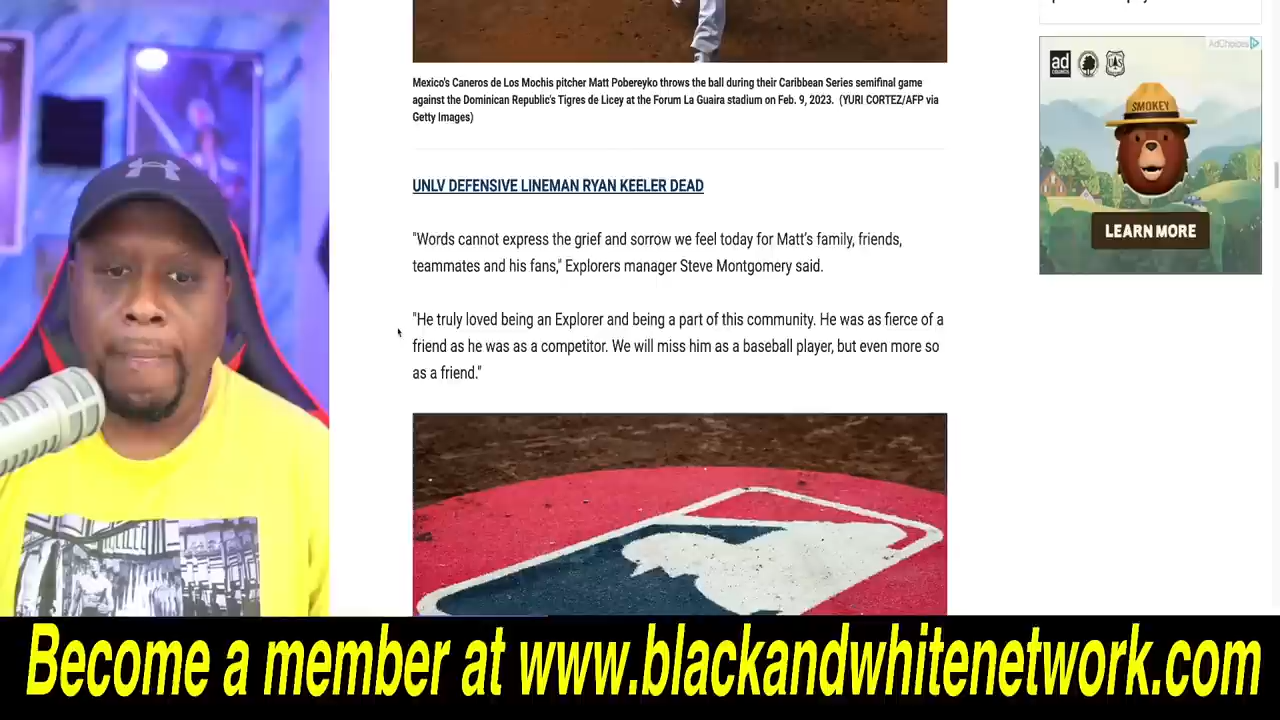 Mexico's Caneros de Los Mochis pitcher Matt Pobereyko throws the ball during their Caribbean Series semifinal game
against the Dominican Republic's Tigres de Licey at the Forum La Guaira stadium on Feb. 9, 2023. (YURI CORTEZ/AFP via
Getty Images)
UNLV DEFENSIVE LINEMAN RYAN KEELER DEAD
"Words cannot express the grief and sorrow we feel today for Matt's family, friends,
teammates and his fans," Explorers manager Steve Montgomery said.
"He truly loved being an Explorer and being a part of this community. He was as fierce of a
friend as he was as a competitor. We will miss him as a baseball player, but even more so
as a friend."
AdChoices
ad
COUNCIL
SMOKEY
LEARN MORE
Become a member at www.blackandwhitenetwork.com